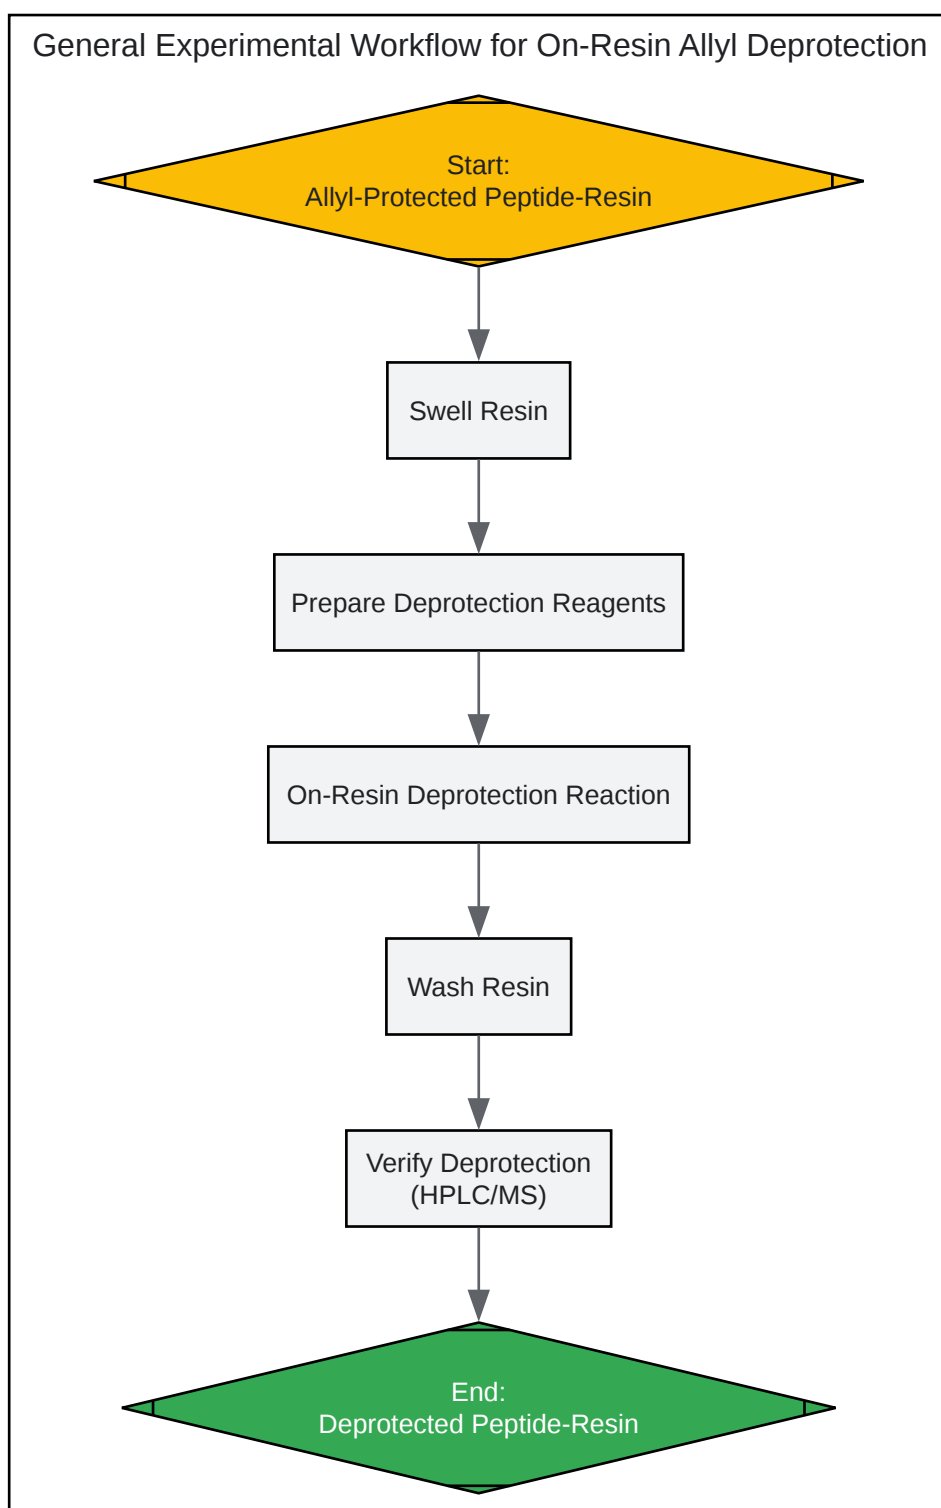 General Experimental Workflow for On-Resin Allyl Deprotection
Start:
Allyl-Protected Peptide-Resin
Swell Resin
Prepare Deprotection Reagents
On-Resin Deprotection Reaction
Wash Resin
Verify Deprotection
(HPLC/MS)
End:
Deprotected Peptide-Resin